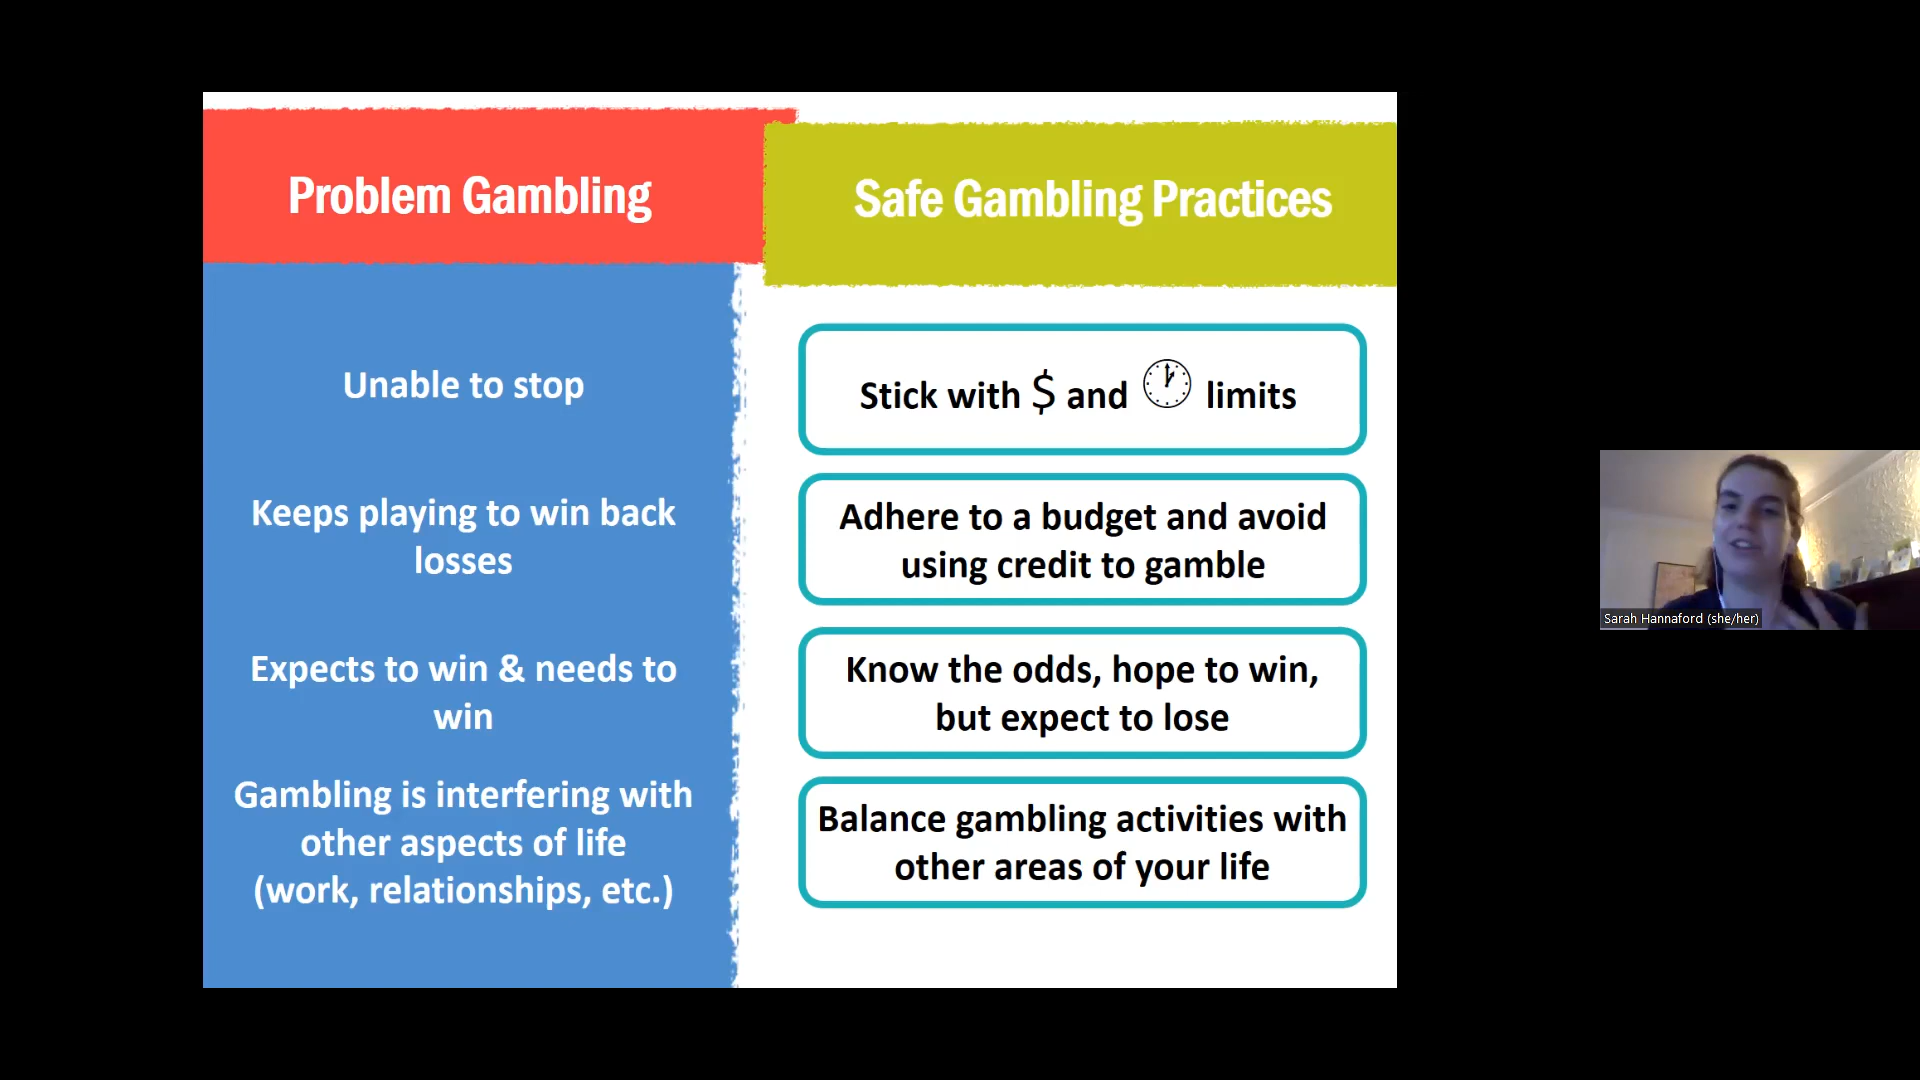 Problem Gambling
Safe Gambling Practices
Unable to stop
Keeps playing to win back
losses
Expects to win & needs to
win
Gambling is interfering with
other aspects of life
(work, relationships, etc.)
Stick with $ and limits
Adhere to a budget and avoid
using credit to gamble
Know the odds, hope to win,
but expect to lose
Balance gambling activities with
other areas of your life
Sarah Hannaford (she/her)